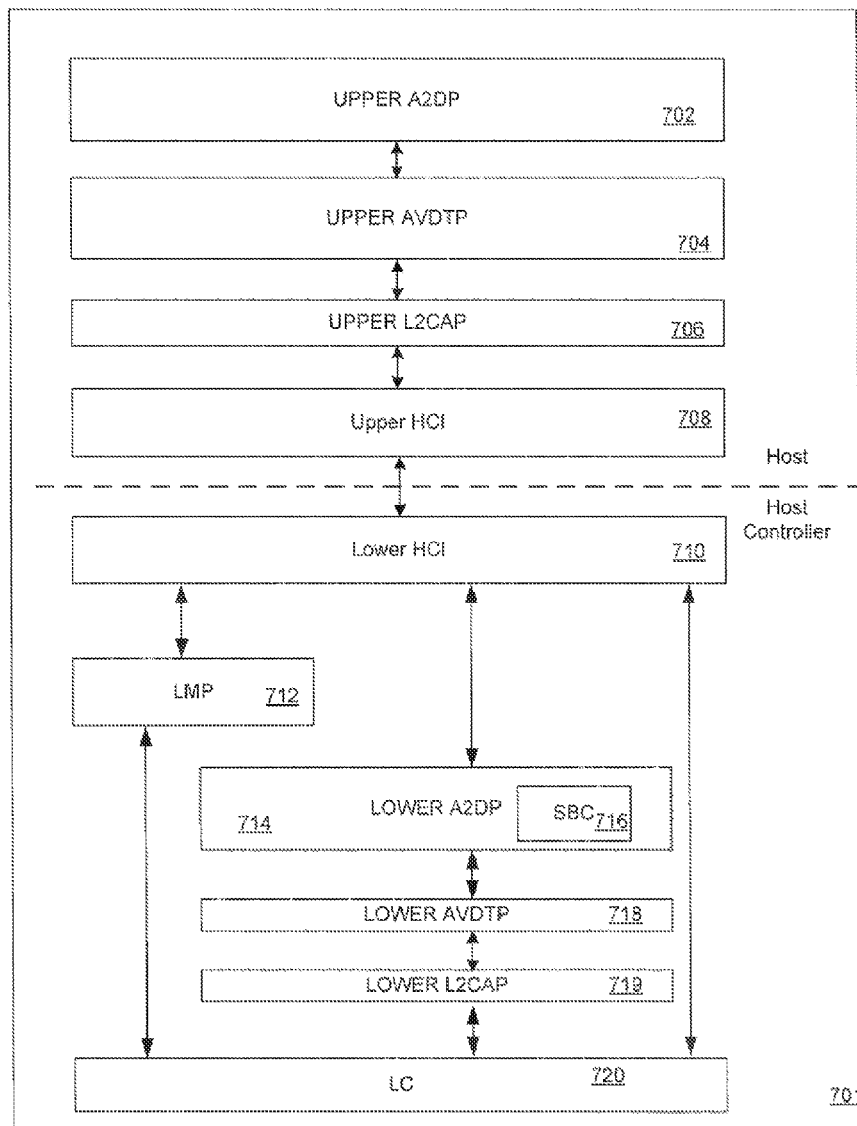 UPPER A2DP
702
UPPER AVDTP
704
UPPER L2CAP
706
Upper HCI
708
Host
Host
Controller
Lower HCI
710
LMP
712
LOWER A2DP
714
SBC
716
LOWER AVDTP
718
LOWER L2CAP
719
LC
720
701